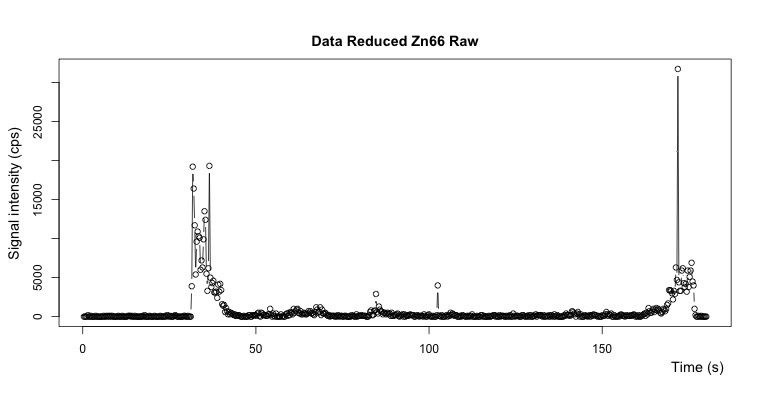 Data Reduced Zn66 Raw
Signal intensity (cps)
25000
15000
5000
0
0 50 100 150
Time (s)